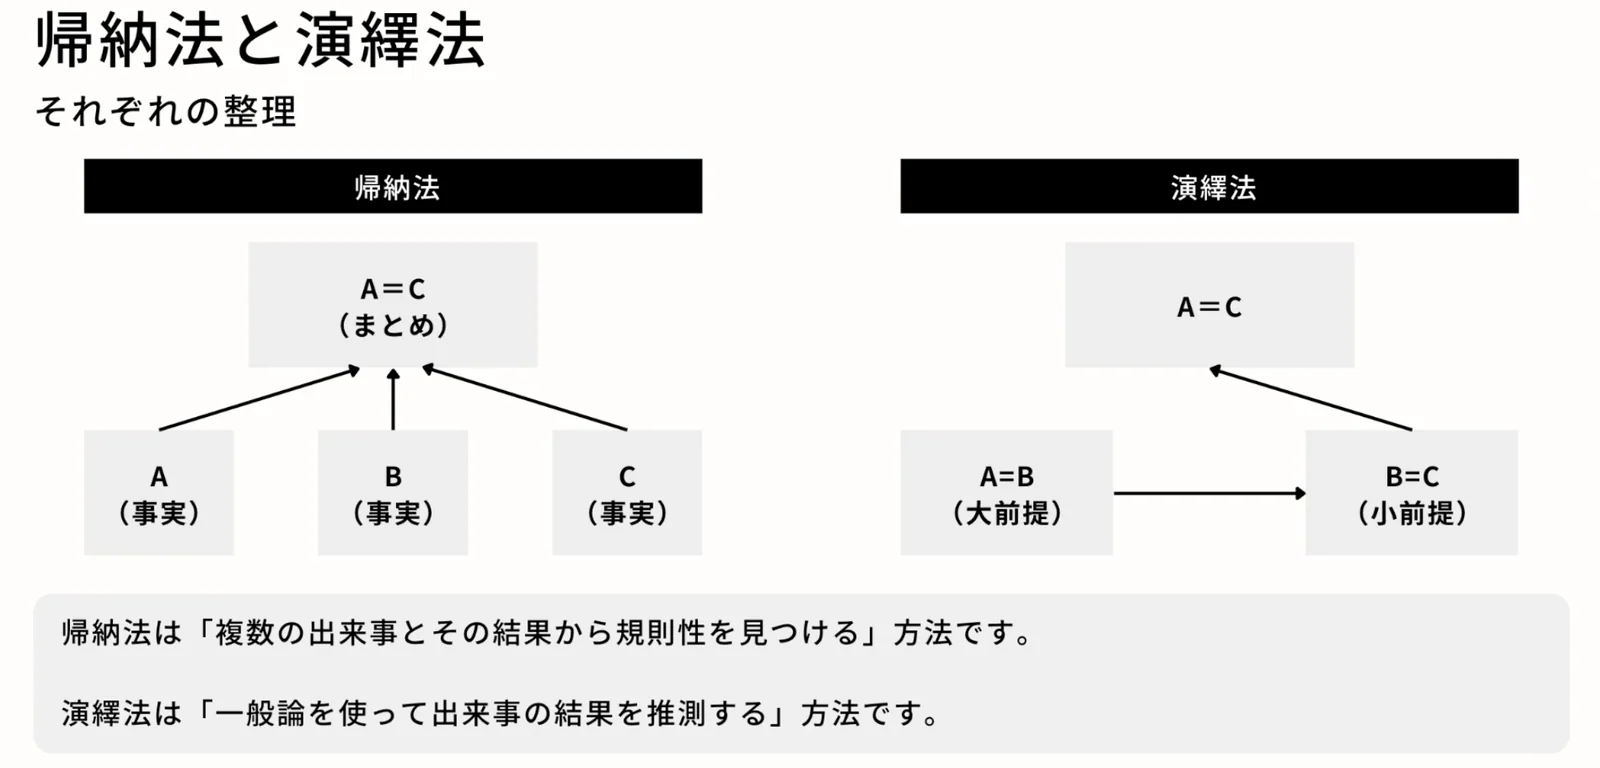 帰納法と演繹法
それぞれの整理
帰納法
A＝C
（まとめ）
A
（事実）
B
（事実）
C
（事実）
演繹法
A＝C
A=B
（大前提）
B=C
（小前提）
帰納法は「複数の出来事とその結果から規則性を見つける」方法です。
演繹法は「一般論を使って出来事の結果を推測する」方法です。